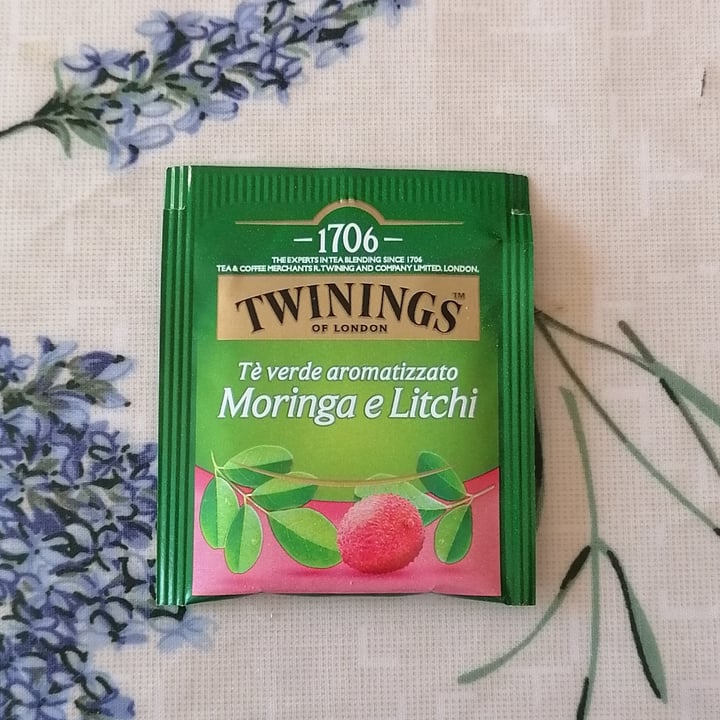 1706
THE EXPERTS IN TEA BLENDING SINCE 1706
TEA & COFFEE MERCHANTS R. TWINING AND COMPANY LIMITED. LONDON.
TWININGS™
OF LONDON
Tè verde aromatizzato
Moringa e Litchi